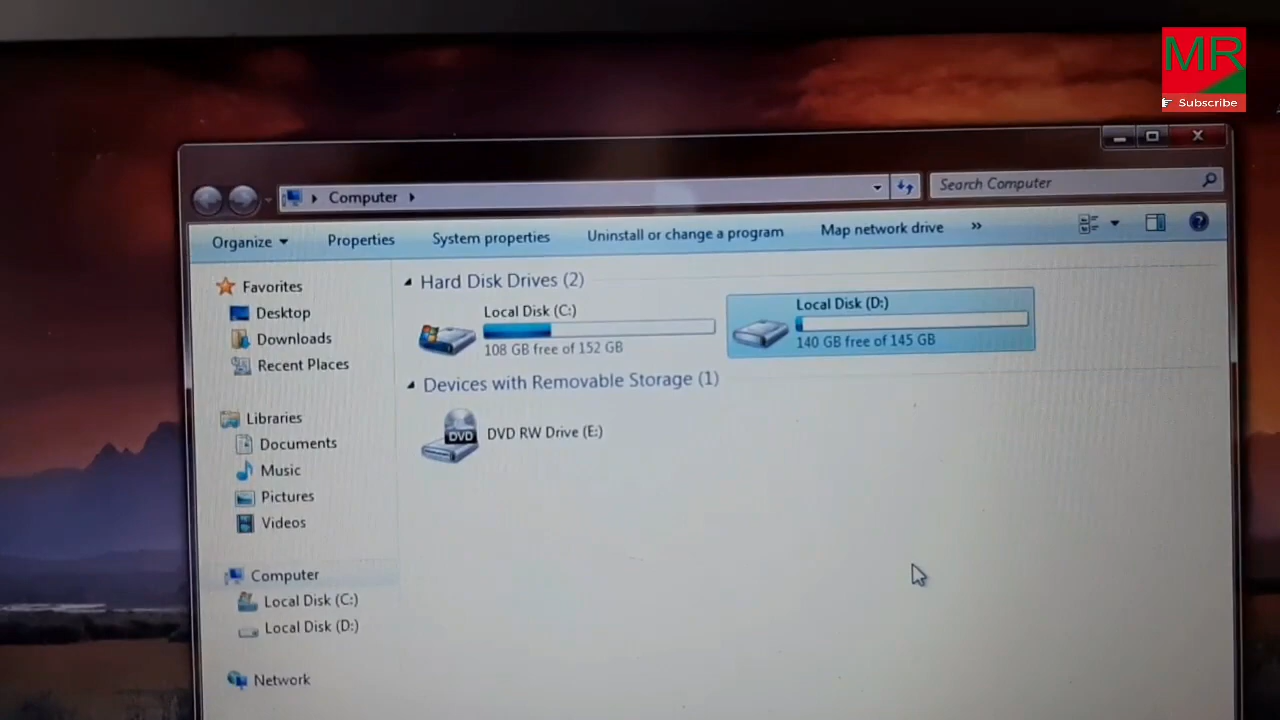 MR
Subscribe
Computer
Search Computer
Organize
Properties
System properties
Uninstall or change a program
Map network drive
»
Favorites
Desktop
Downloads
Recent Places
Libraries
Documents
Music
Pictures
Videos
Computer
Local Disk (C:)
Local Disk (D:)
Network
Hard Disk Drives (2)
Local Disk (C:)
108 GB free of 152 GB
Local Disk (D:)
140 GB free of 145 GB
Devices with Removable Storage (1)
DVD
DVD RW Drive (E:)